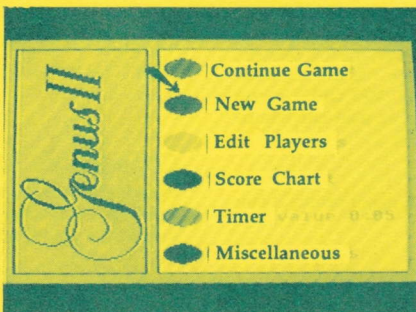 Genus II
Continue Game
New Game
Edit Players
Score Chart
Timer
Miscellaneous